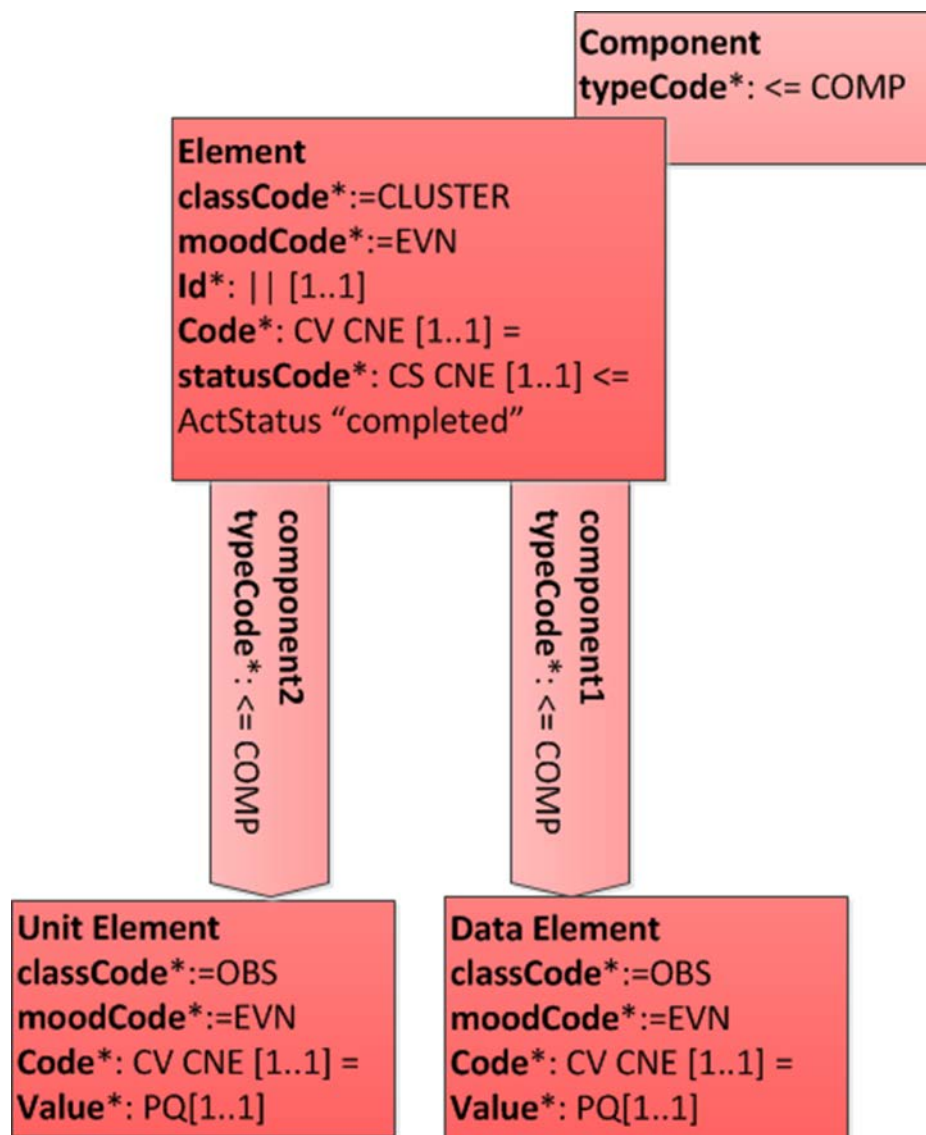 Component
typeCode*: <= COMP
Element
classCode*:=CLUSTER
moodCode*:=EVN
Id*: || [1..1]
Code*: CV CNE [1..1] =
statusCode*: CS CNE [1..1] <=
ActStatus “completed”
component2
typeCode*: <= COMP
component1
typeCode*: <= COMP
Unit Element
classCode*:=OBS
moodCode*:=EVN
Code*: CV CNE [1..1] =
Value*: PQ[1..1]
Data Element
classCode*:=OBS
moodCode*:=EVN
Code*: CV CNE [1..1] =
Value*: PQ[1..1]